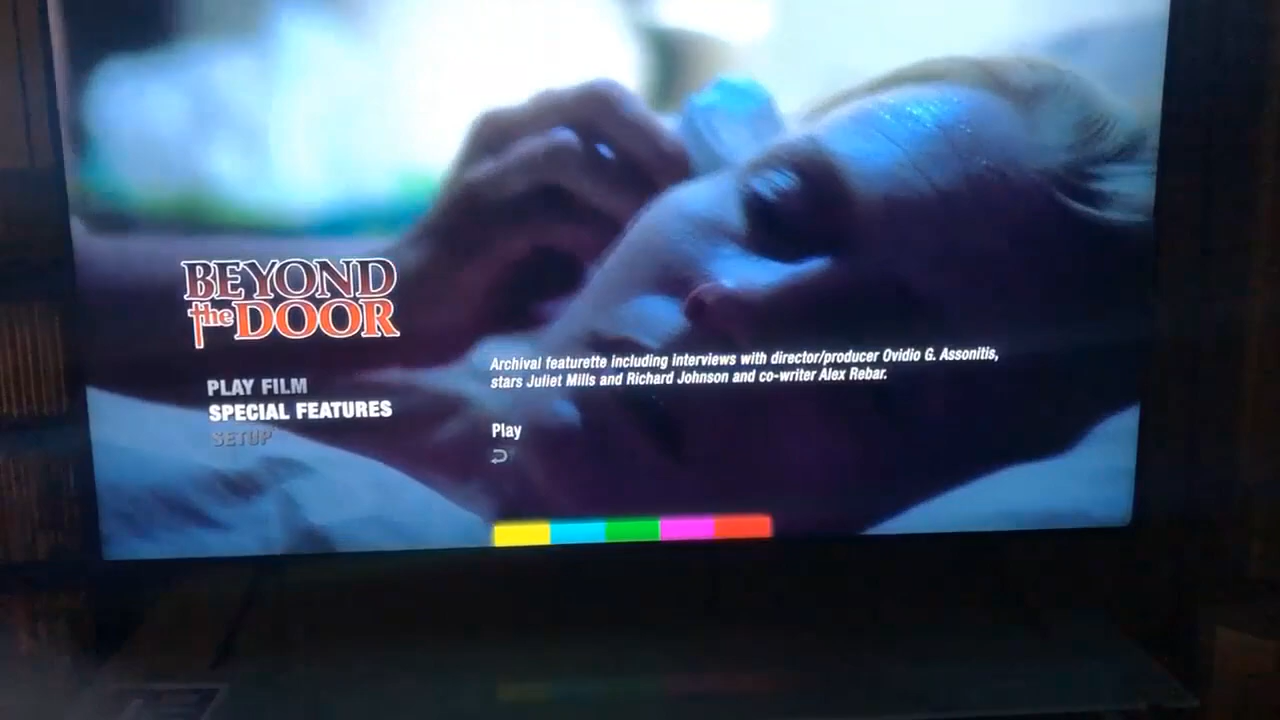 BEYOND
the DOOR
Archival featurette including interviews with director/producer Ovidio G. Assonitis,
stars Juliet Mills and Richard Johnson and co-writer Alex Rebar.
PLAY FILM
SPECIAL FEATURES
SETUP
Play